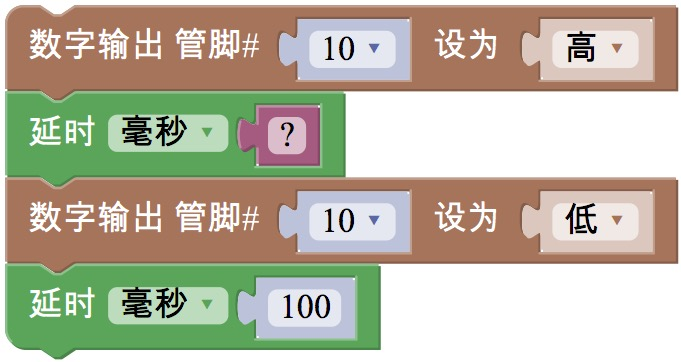 数字输出 管脚# 10 设为 高
延时 毫秒 ?
数字输出 管脚# 10 设为 低
延时 毫秒 100